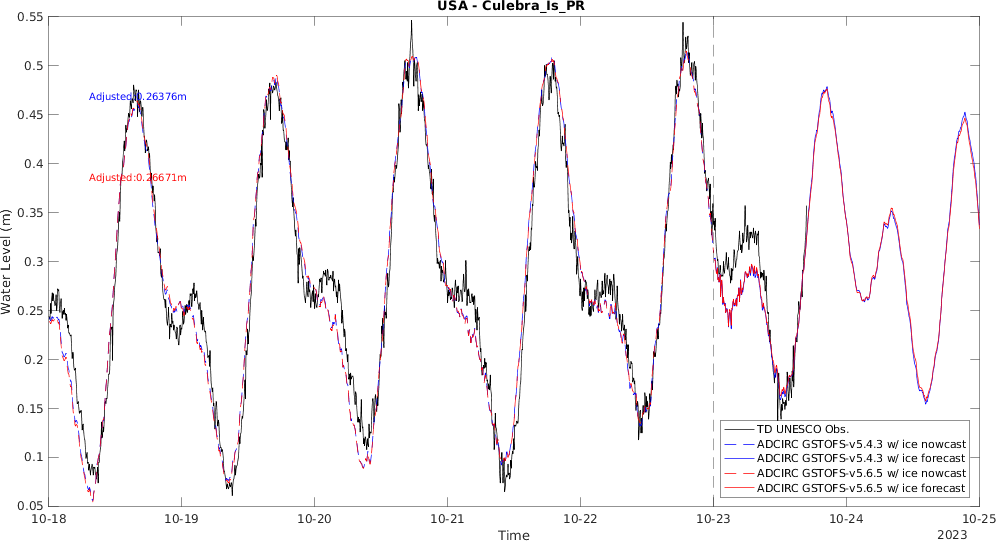 USA - Culebra_Is_PR
0.55
0.5
0.45
0.4
0.35
0.3
0.25
0.2
0.15
0.1
0.05
Water Level (m)
Adjusted:0.26376m
Adjusted:0.26671m
TD UNESCO Obs.
ADCIRC GSTOFS-v5.4.3 w/ ice nowcast
ADCIRC GSTOFS-v5.4.3 w/ ice forecast
ADCIRC GSTOFS-v5.6.5 w/ ice nowcast
ADCIRC GSTOFS-v5.6.5 w/ ice forecast
10-18 10-19 10-20 10-21 10-22 10-23 10-24 10-25
Time
2023